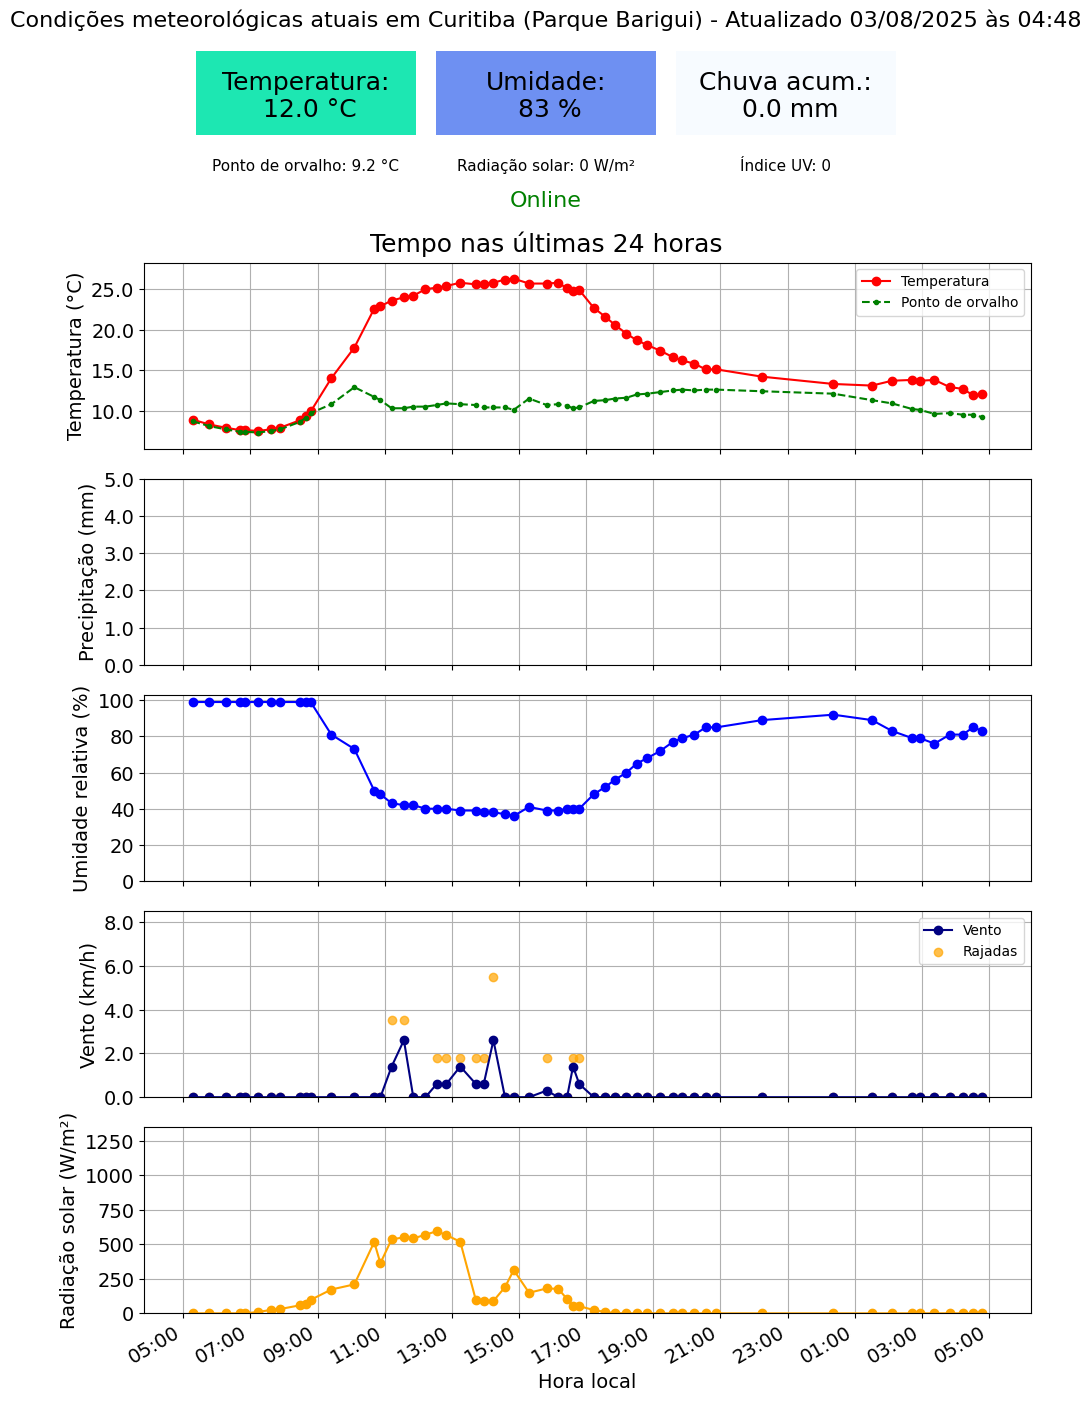 Condições meteorológicas atuais em Curitiba (Parque Barigui) - Atualizado 03/08/2025 às 04:48
Temperatura:
12.0 °C
Umidade:
83 %
Chuva acum.:
0.0 mm
Ponto de orvalho: 9.2 °C
Radiação solar: 0 W/m²
Índice UV: 0
Online
Tempo nas últimas 24 horas
Temperatura (°C)
25.0
20.0
15.0
10.0
Temperatura
Ponto de orvalho
Precipitação (mm)
5.0
4.0
3.0
2.0
1.0
0.0
Umidade relativa (%)
100
80
60
40
20
0
Vento (km/h)
8.0
6.0
4.0
2.0
0.0
Vento
Rajadas
Radiação solar (W/m²)
1250
1000
750
500
250
0
05:00 07:00 09:00 11:00 13:00 15:00 17:00 19:00 21:00 23:00 01:00 03:00 05:00
Hora local